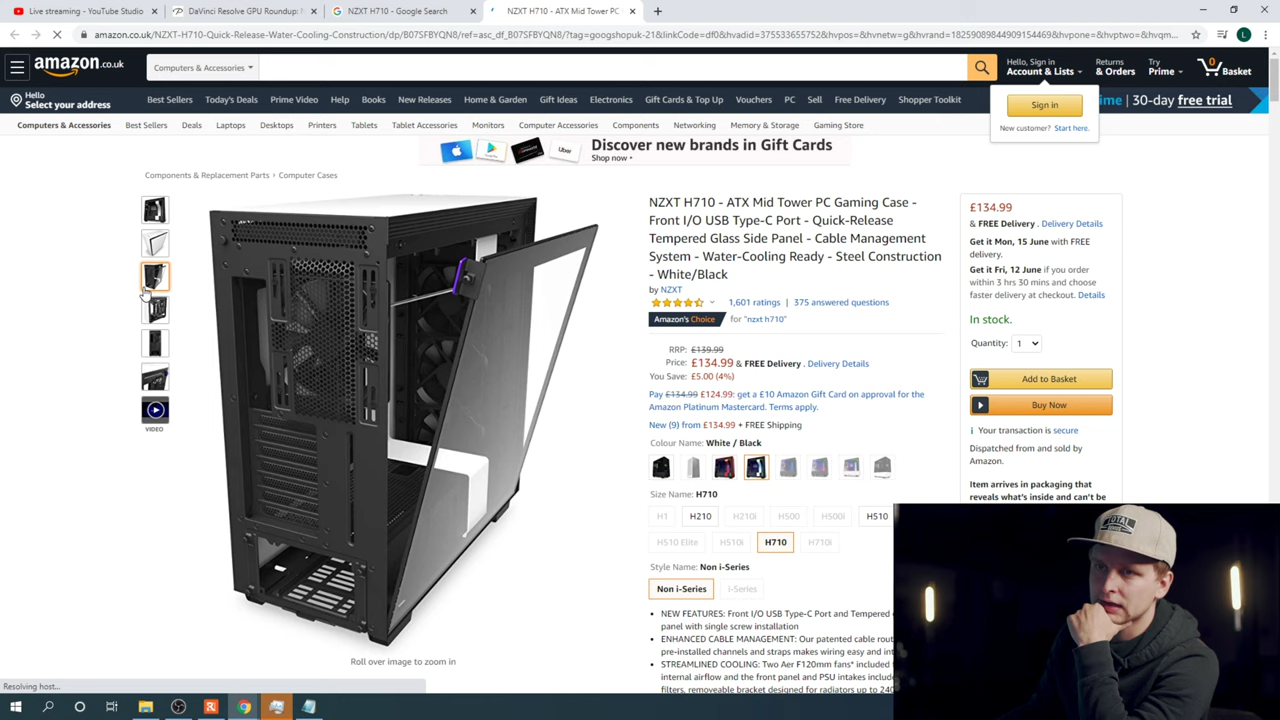 Live streaming - YouTube Studio
DaVinci Resolve GPU Roundup: N
NZXT H710 - Google Search
NZXT H710 - ATX Mid Tower PC
amazon.co.uk/NZXT-H710-Quick-Release-Water-Cooling-Construction/dp/B07SFBYQN8/ref=asc_df_B07SFBYQN8/?tag=googshopuk-21&linkCode=df0&hvadid=375533655752&hvpos=&hvnetw=g&hvrand=18259089844909154469&hvpone=&hvptwo=&hvq...
amazon.co.uk
Computers & Accessories
Hello, Sign in
Account & Lists
Returns
& Orders
Try
Prime
0
Basket
Hello
Select your address
Best Sellers Today's Deals Prime Video Help Books New Releases Home & Garden Gift Ideas Electronics Gift Cards & Top Up Vouchers PC Sell Free Delivery Shopper Toolkit
ime | 30-day free trial
Sign in
New customer? Start here.
Computers & Accessories Best Sellers Deals Laptops Desktops Printers Tablets Tablet Accessories Monitors Computer Accessories Components Networking Memory & Storage Gaming Store
Uber
Discover new brands in Gift Cards
Shop now
Components & Replacement Parts › Computer Cases
VIDEO
Roll over image to zoom in
NZXT H710 - ATX Mid Tower PC Gaming Case -
Front I/O USB Type-C Port - Quick-Release
Tempered Glass Side Panel - Cable Management
System - Water-Cooling Ready - Steel Construction
- White/Black
by NZXT
1,601 ratings | 375 answered questions
Amazon's Choice for "nzxt h710"
RRP: £139.99
Price: £134.99 & FREE Delivery. Delivery Details
You Save: £5.00 (4%)
Pay £134.99 £124.99: get a £10 Amazon Gift Card on approval for the
Amazon Platinum Mastercard. Terms apply.
New (9) from £134.99 + FREE Shipping
Colour Name: White / Black
Size Name: H710
H1 H210 H210i H500 H500i H510
H510 Elite H510i H710 H710i
Style Name: Non i-Series
Non i-Series i-Series
• NEW FEATURES: Front I/O USB Type-C Port and Tempered
panel with single screw installation
• ENHANCED CABLE MANAGEMENT: Our patented cable rout
pre-installed channels and straps makes wiring easy and int
• STREAMLINED COOLING: Two Aer F120mm fans* included
internal airflow and the front panel and PSU intakes includ
filters, removable bracket designed for radiators up to 240
£134.99
& FREE Delivery. Delivery Details
Get it Mon, 15 June with FREE
delivery.
Get it Fri, 12 June if you order
within 3 hrs 30 mins and choose
faster delivery at checkout. Details
In stock.
Quantity: 1
Add to Basket
Buy Now
Your transaction is secure
Dispatched from and sold by
Amazon.
Item arrives in packaging that
reveals what's inside and can't be
TOTAL
Resolving host...